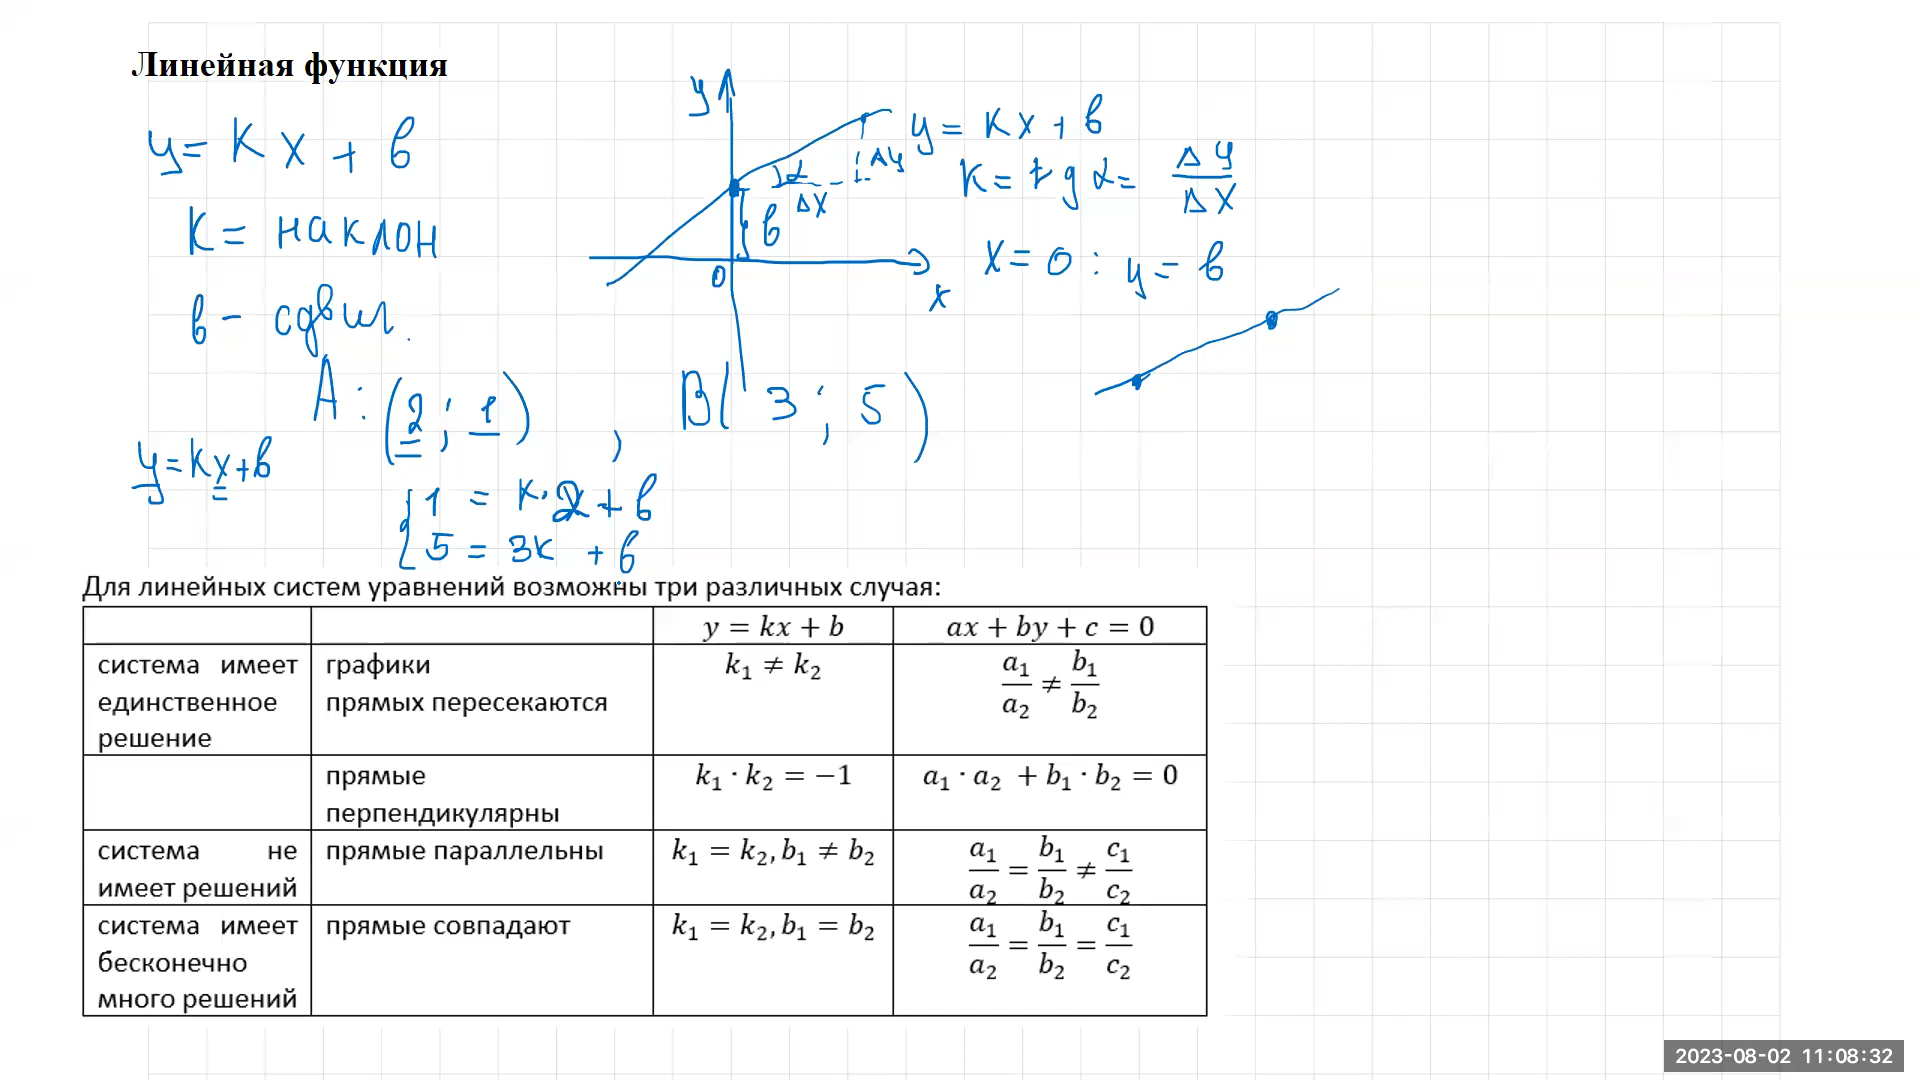 Линейная функция
y = kx + b
k = наклон
b – сдвиг.
y
0
x
α
Δx
Δy
b
y = kx + b
k = tg α = Δy/Δx
x = 0 : y = b
A: (2; 1) , B(3; 5)
y=kx+b
1 = k·2 + b
5 = 3k + b
Для линейных систем уравнений возможны три различных случая:
y = kx + b
ax + by + c = 0
система имеет единственное решение
графики прямых пересекаются
k₁ ≠ k₂
a₁/a₂ ≠ b₁/b₂
прямые перпендикулярны
k₁ · k₂ = −1
a₁ · a₂ + b₁ · b₂ = 0
система не имеет решений
прямые параллельны
k₁ = k₂, b₁ ≠ b₂
a₁/a₂ = b₁/b₂ ≠ c₁/c₂
система имеет бесконечно много решений
прямые совпадают
k₁ = k₂, b₁ = b₂
a₁/a₂ = b₁/b₂ = c₁/c₂
2023-08-02 11:08:32